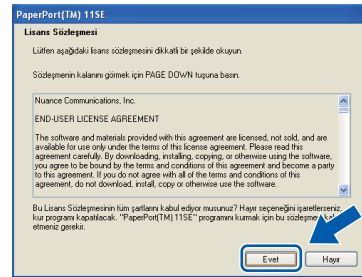 PaperPort(TM) 11SE
Lisans Sözleşmesi
Lütfen aşağıdaki lisans sözleşmesini dikkatli bir şekilde okuyun.
Sözleşmenin kalanını görmek için PAGE DOWN tuşuna basın.
Nuance Communications, Inc.
END-USER LICENSE AGREEMENT
The software and materials provided with this agreement are licensed, not sold, and are
available for use only under the terms of this license agreement. Please read this
agreement carefully. By downloading, installing, copying, or otherwise using the software,
you agree to be bound by the terms and conditions of this agreement and become a party
to this agreement. If you do not agree with all of the terms and conditions of this
agreement, do not download, install, copy or otherwise use the software.
Bu Lisans Sözleşmesinin tüm şartlarını kabul ediyor musunuz? Hayır seçeneğini işaretlerseniz,
kur programı kapatılacak. "PaperPort(TM) 11SE" programını kurmak için bu sözleşmeyi
etmeniz gerekir.
Evet
Hayır